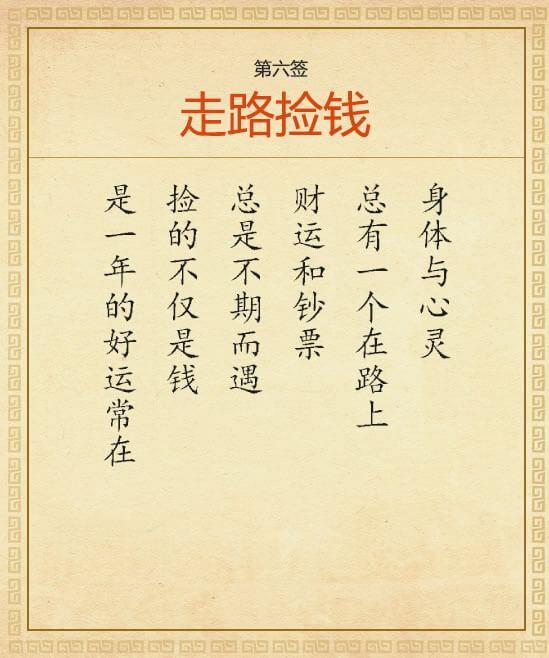 第六签
走路捡钱
身体与心灵
总有一个在路上
财运和钞票
总是不期而遇
捡的不仅是钱
是一年的好运常在